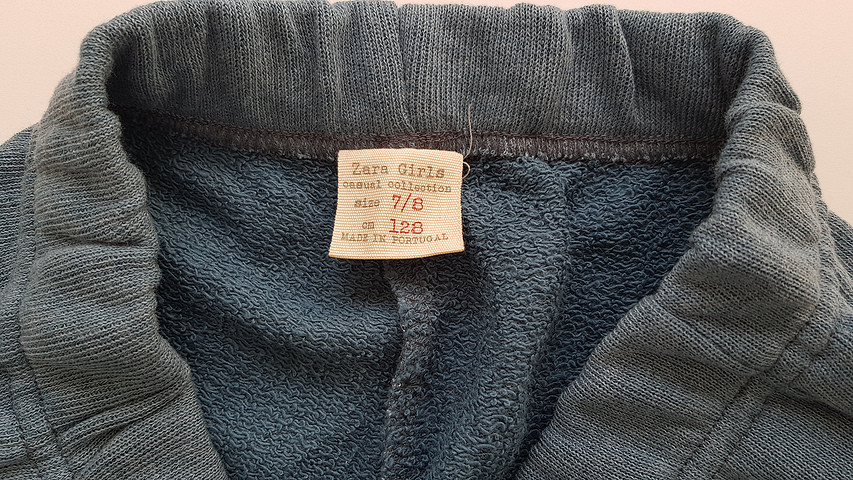 Zara Girls
casual collection
size 7/8
cm 128
MADE IN PORTUGAL